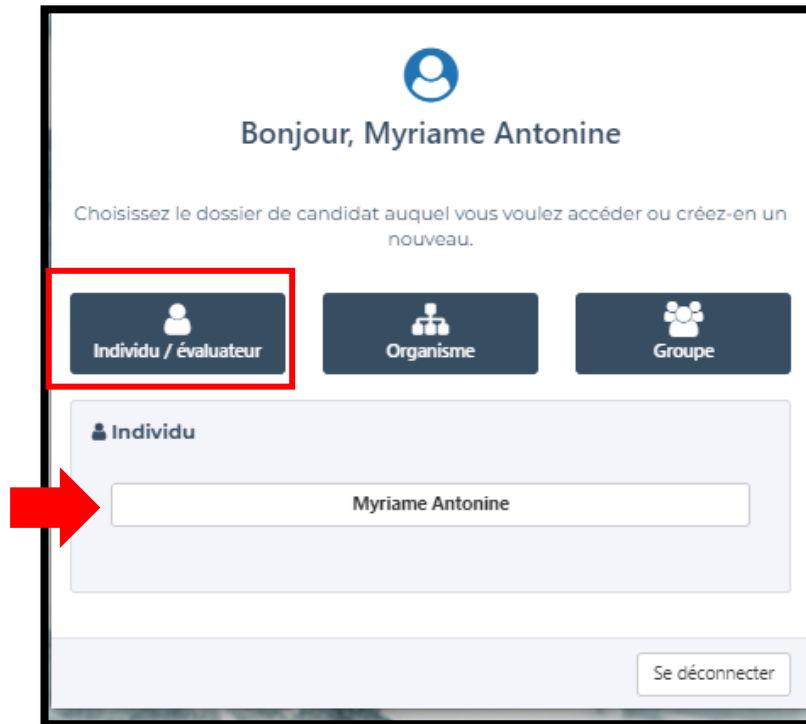 Bonjour, Myriame Antonine
Choisissez le dossier de candidat auquel vous voulez accéder ou créez-en un
nouveau.
Individu / évaluateur
Organisme
Groupe
Individu
Myriame Antonine
Se déconnecter